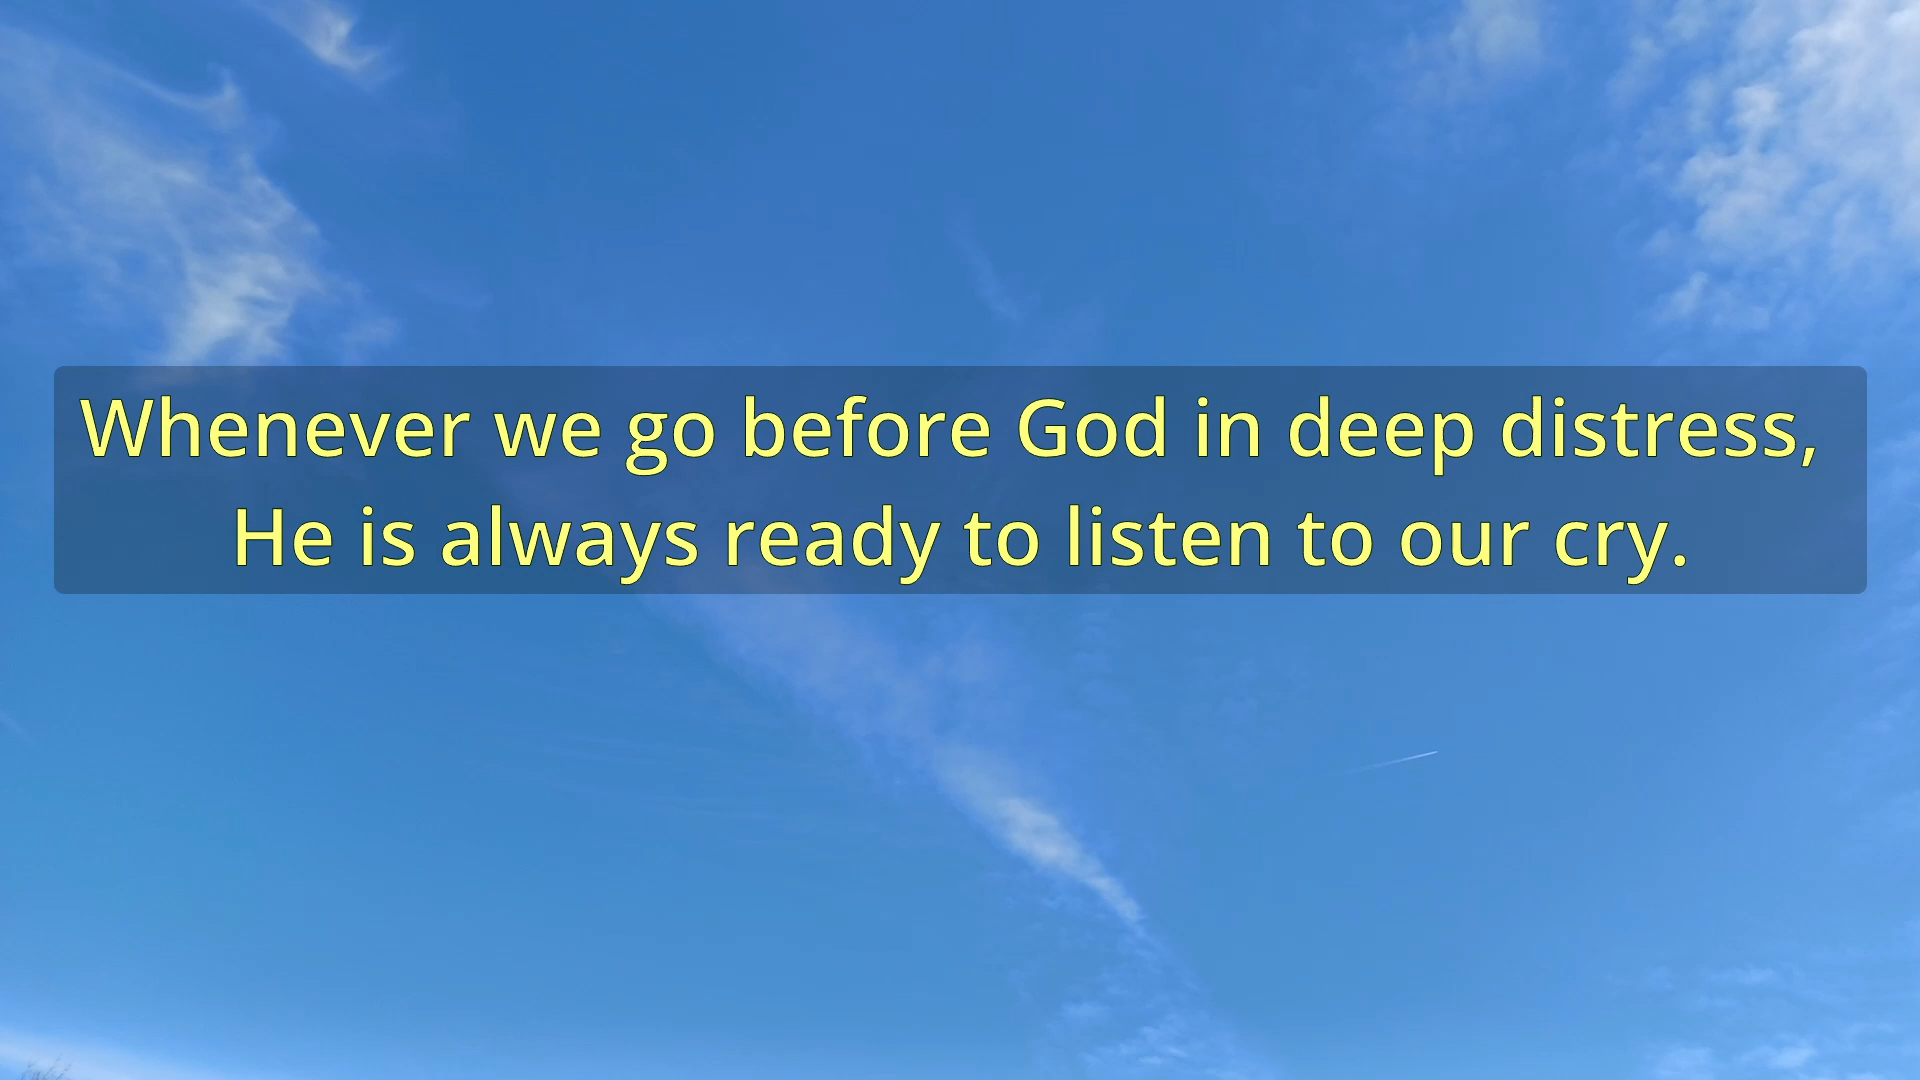 Whenever we go before God in deep distress,
He is always ready to listen to our cry.